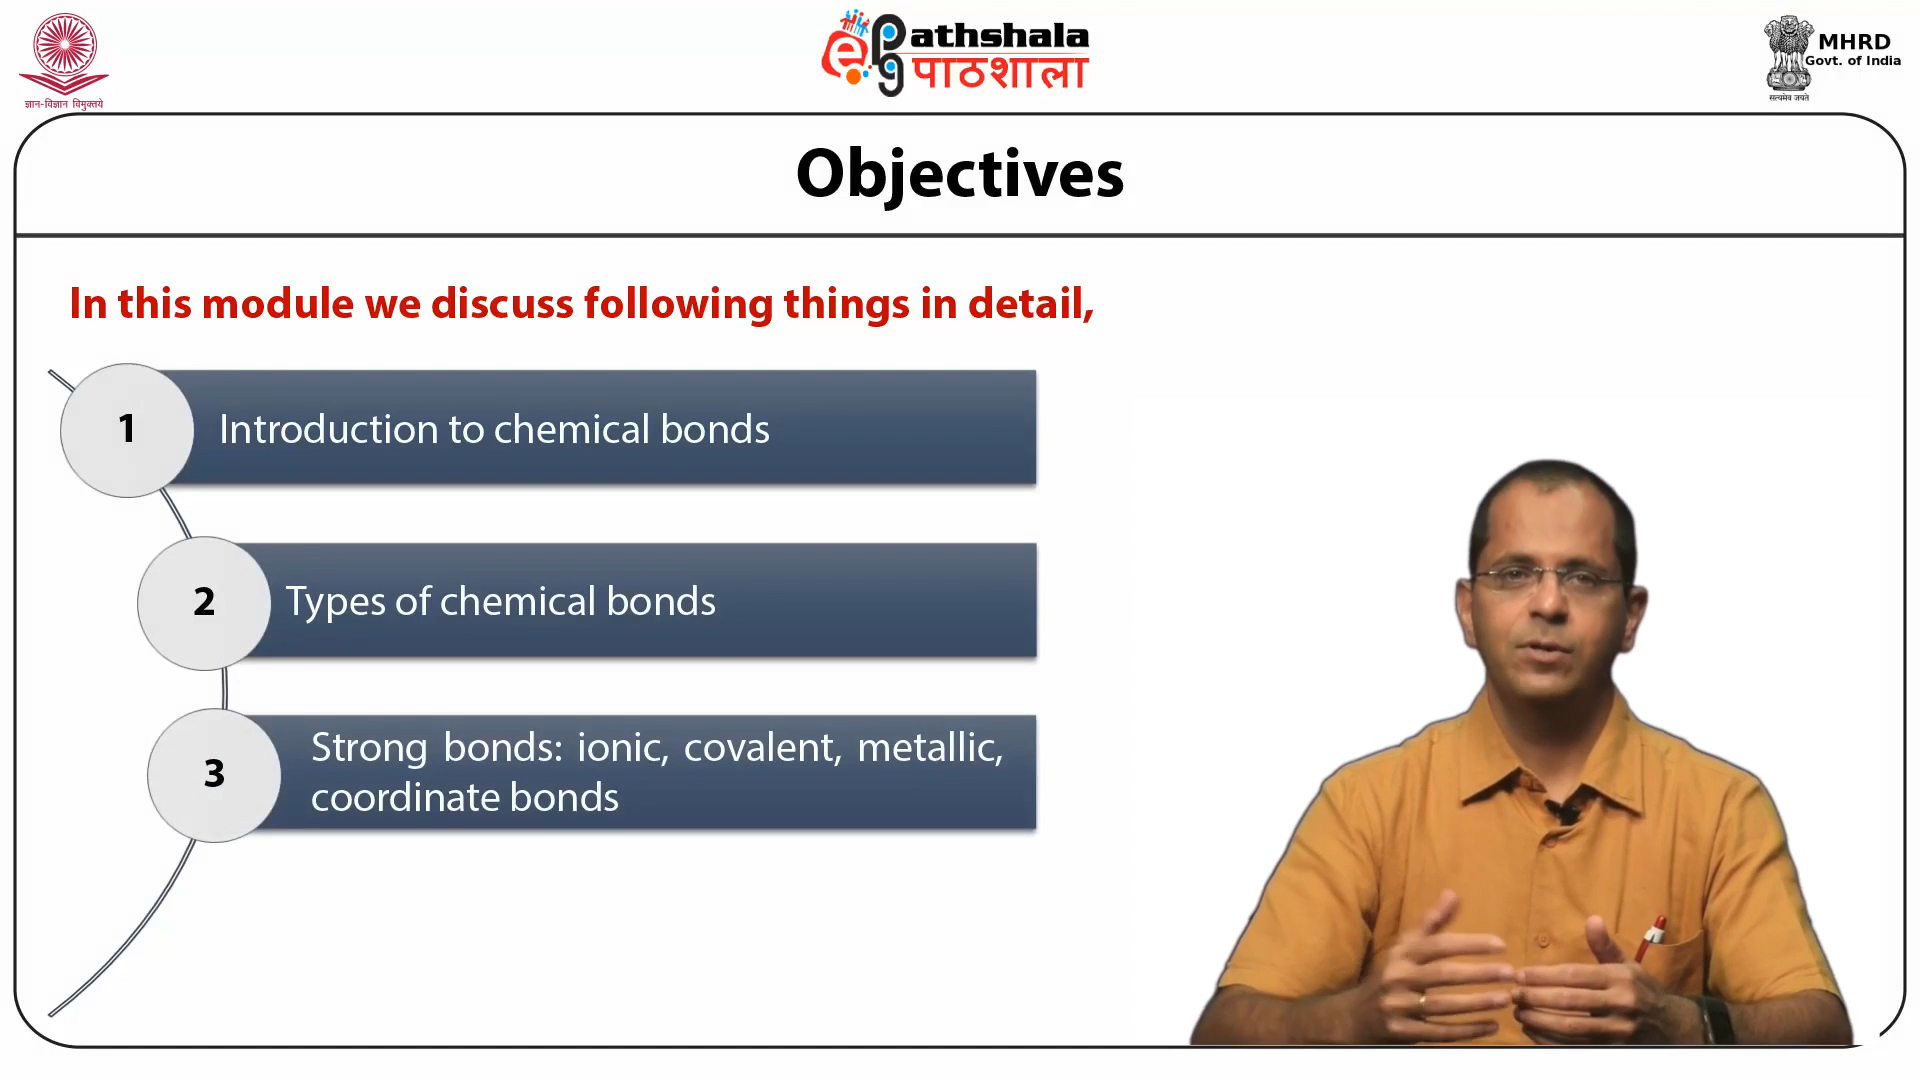 ज्ञान-विज्ञान विमुक्तये
ePathshala
पाठशाला
MHRD
Govt. of India
सत्यमेव जयते
Objectives
In this module we discuss following things in detail,
1
Introduction to chemical bonds
2
Types of chemical bonds
3
Strong bonds: ionic, covalent, metallic,
coordinate bonds